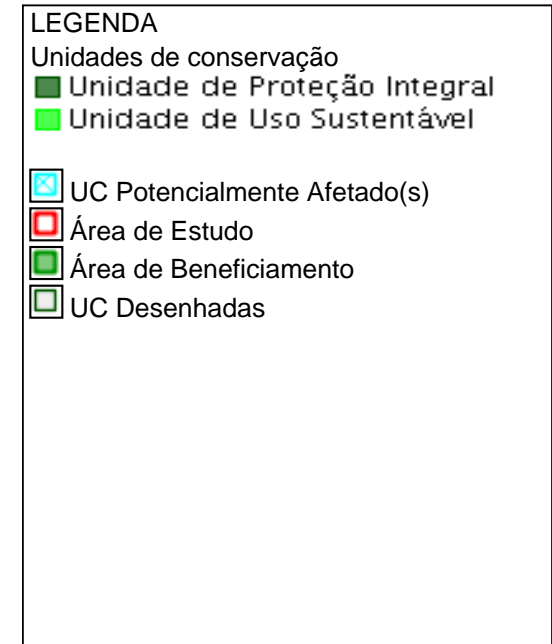 LEGENDA
Unidades de conservação
Unidade de Proteção Integral
Unidade de Uso Sustentável
UC Potencialmente Afetado(s)
Área de Estudo
Área de Beneficiamento
UC Desenhadas